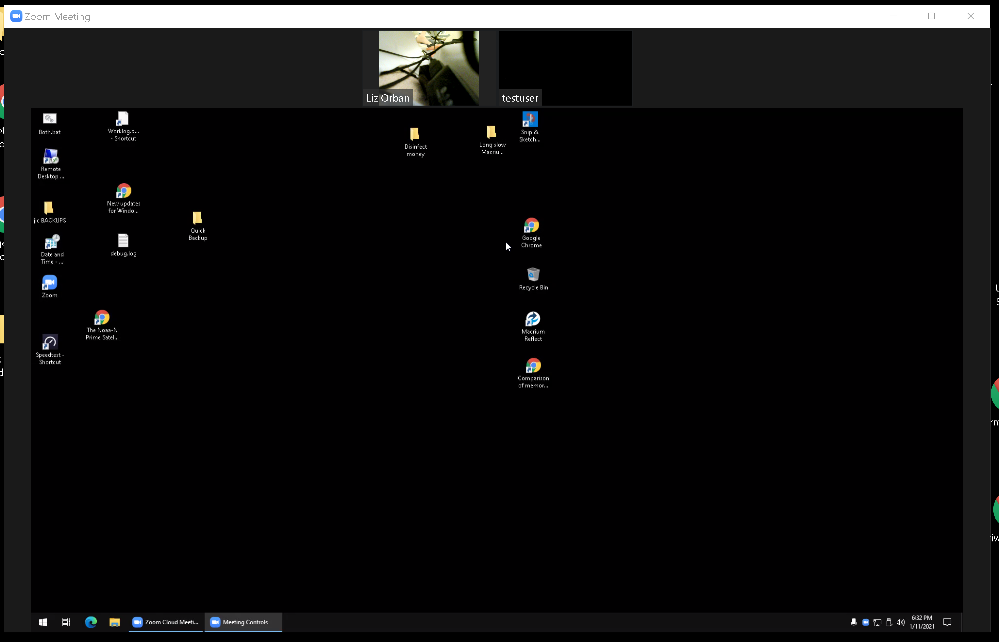 Zoom Meeting
Liz Orban
testuser
Both.bat
Worklog.d...
- Shortcut
Disinfect
money
Long slow
Macriu...
Snip &
Sketch...
Remote
Desktop ...
New updates
for Windo...
jic BACKUPS
Quick
Backup
Google
Chrome
Date and
Time - ...
debug.log
Zoom
Recycle Bin
The Noaa-N
Prime Satel...
Macrium
Reflect
Speedtest -
Shortcut
Comparison
of memor...
Zoom Cloud Meeti...
Meeting Controls
6:32 PM
1/11/2021